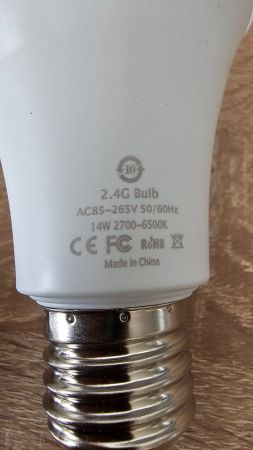 10
2.4G Bulb
AC85~265V 50/60Hz
14W 2700-6500K
CE FC RoHS
Made In China